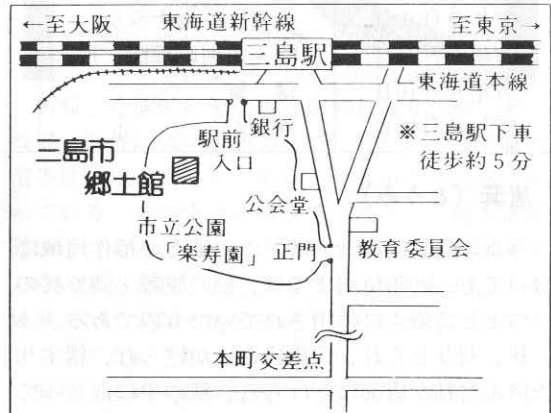 ←至大阪 東海道新幹線 至東京→
三島駅
東海道本線
駅前
入口
銀行
※三島駅下車
徒歩約5分
三島市
郷土館
公会堂
市立公園
「楽寿園」
正門
教育委員会
本町交差点